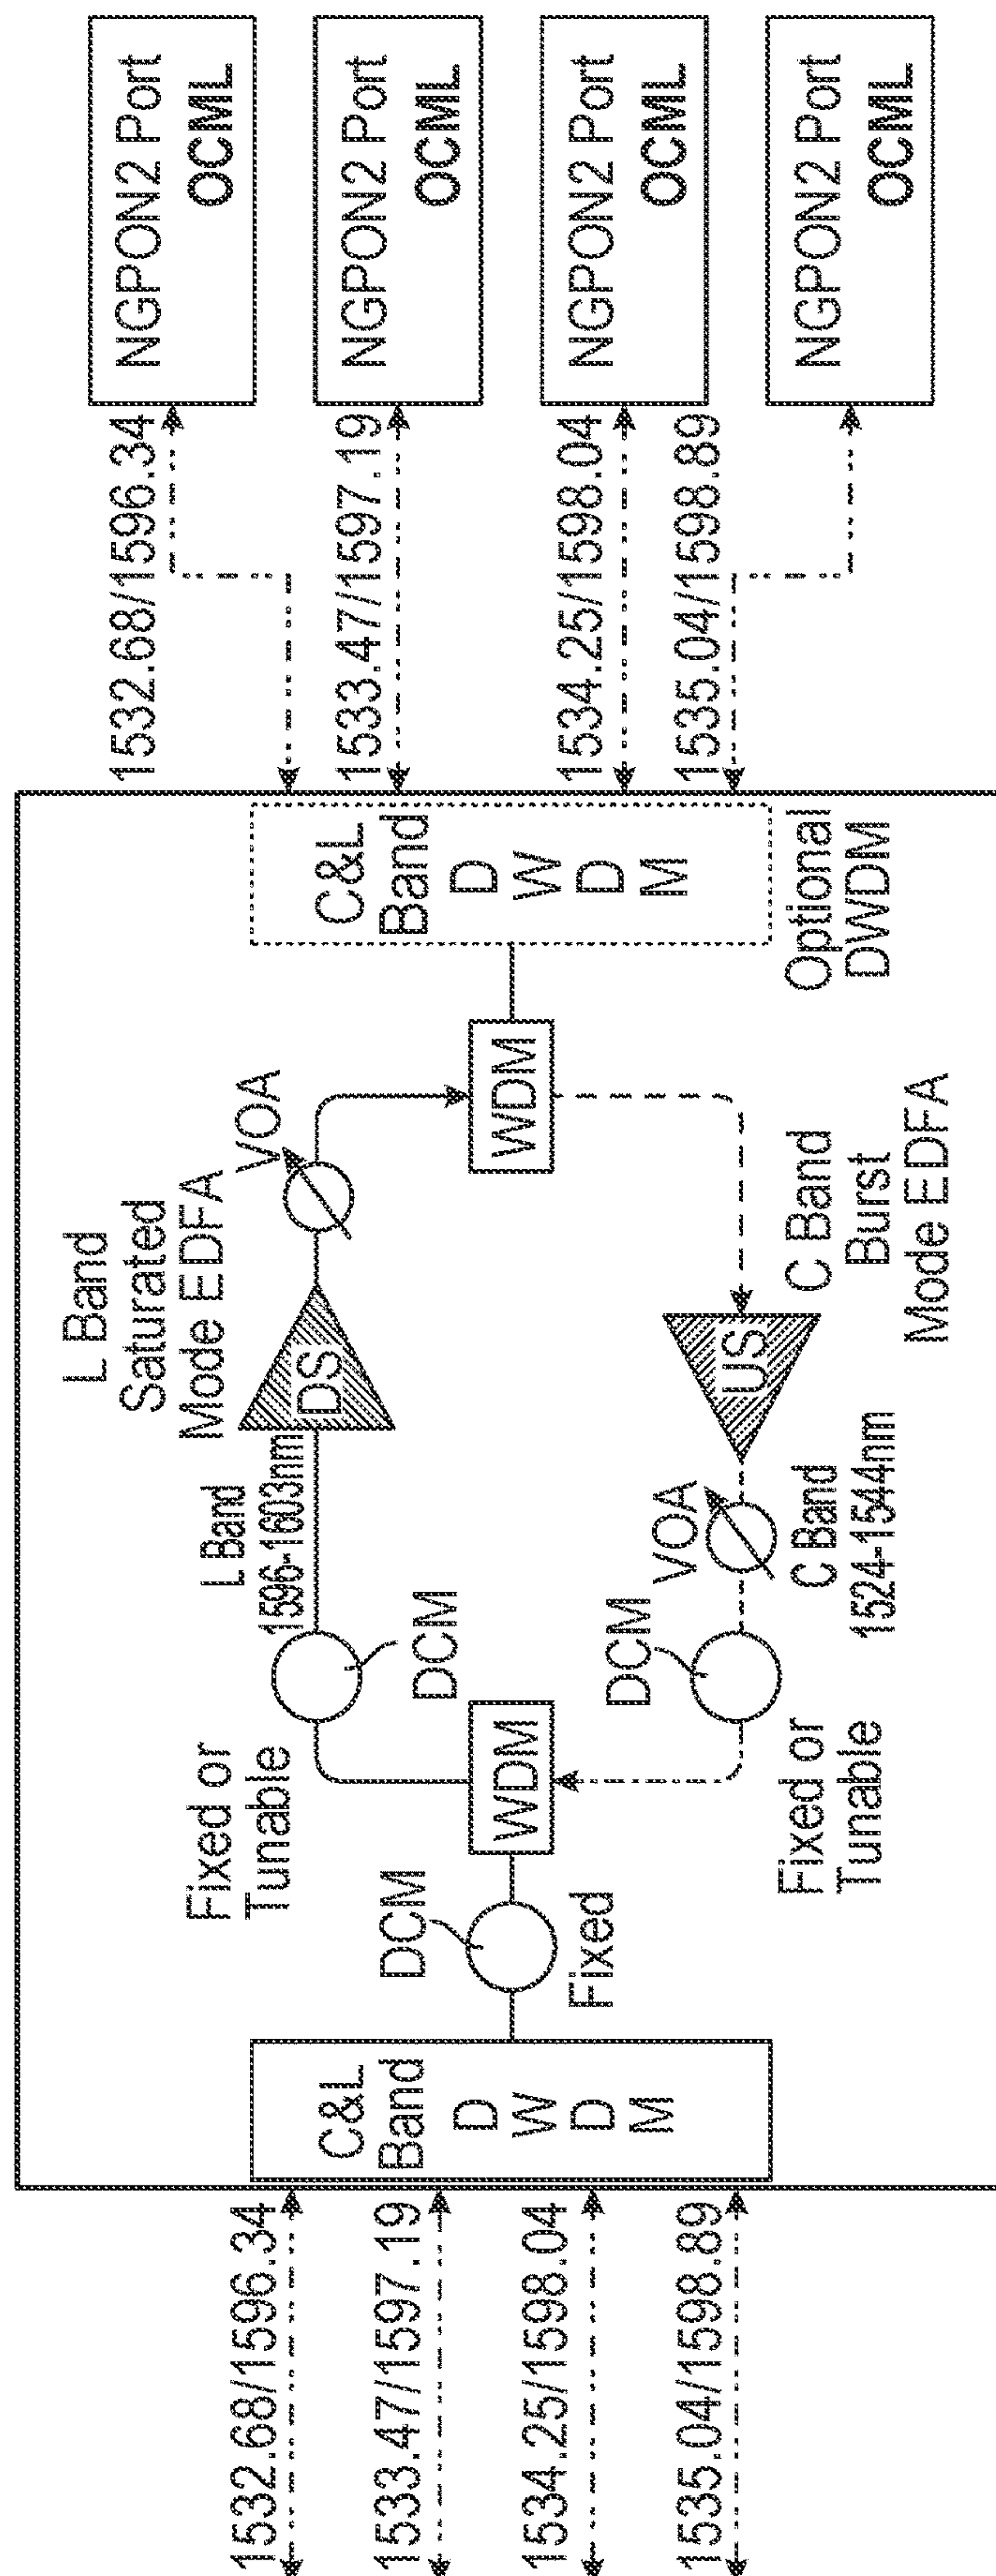 1532.68/1596.34
1533.47/1597.19
1534.25/1598.04
1535.04/1598.89
C&L
Band
D
W
D
M
DCM
Fixed
WDM
Fixed or
Tunable
DCM
L Band
1596-1603nm
L Band
Saturated
Mode EDFA
DS
VOA
DCM
Fixed or
Tunable
VOA
C Band
1524-1544nm
US
C Band
Burst
Mode EDFA
WDM
C&L
Band
D
W
D
M
Optional
DWDM
1532.68/1596.34
1533.47/1597.19
1534.25/1598.04
1535.04/1598.89
NGPON2 Port
OCML
NGPON2 Port
OCML
NGPON2 Port
OCML
NGPON2 Port
OCML